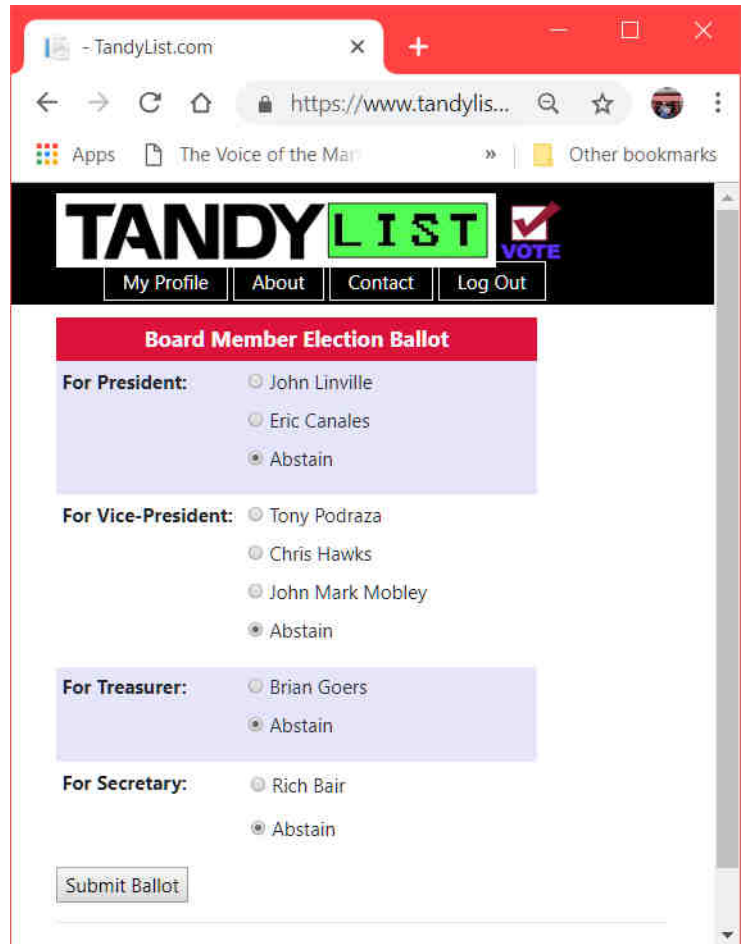 - TandyList.com
https://www.tandylis...
Apps The Voice of the Mar » Other bookmarks
TANDY LIST VOTE
My Profile About Contact Log Out
Board Member Election Ballot
For President: John Linville
Eric Canales
Abstain
For Vice-President: Tony Podraza
Chris Hawks
John Mark Mobley
Abstain
For Treasurer: Brian Goers
Abstain
For Secretary: Rich Bair
Abstain
Submit Ballot